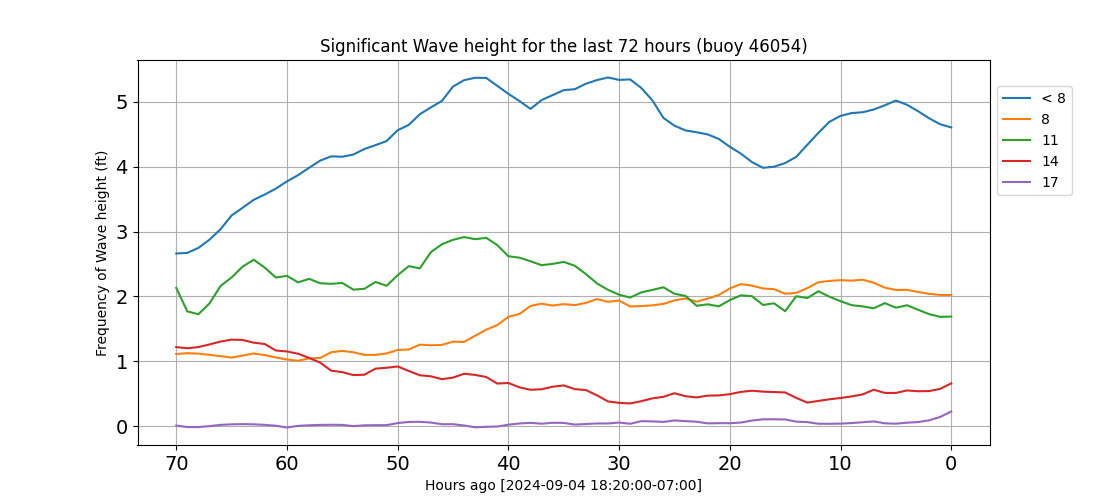 Significant Wave height for the last 72 hours (buoy 46054)
Frequency of Wave height (ft)
5
4
3
2
1
0
70 60 50 40 30 20 10 0
Hours ago [2024-09-04 18:20:00-07:00]
< 8
8
11
14
17